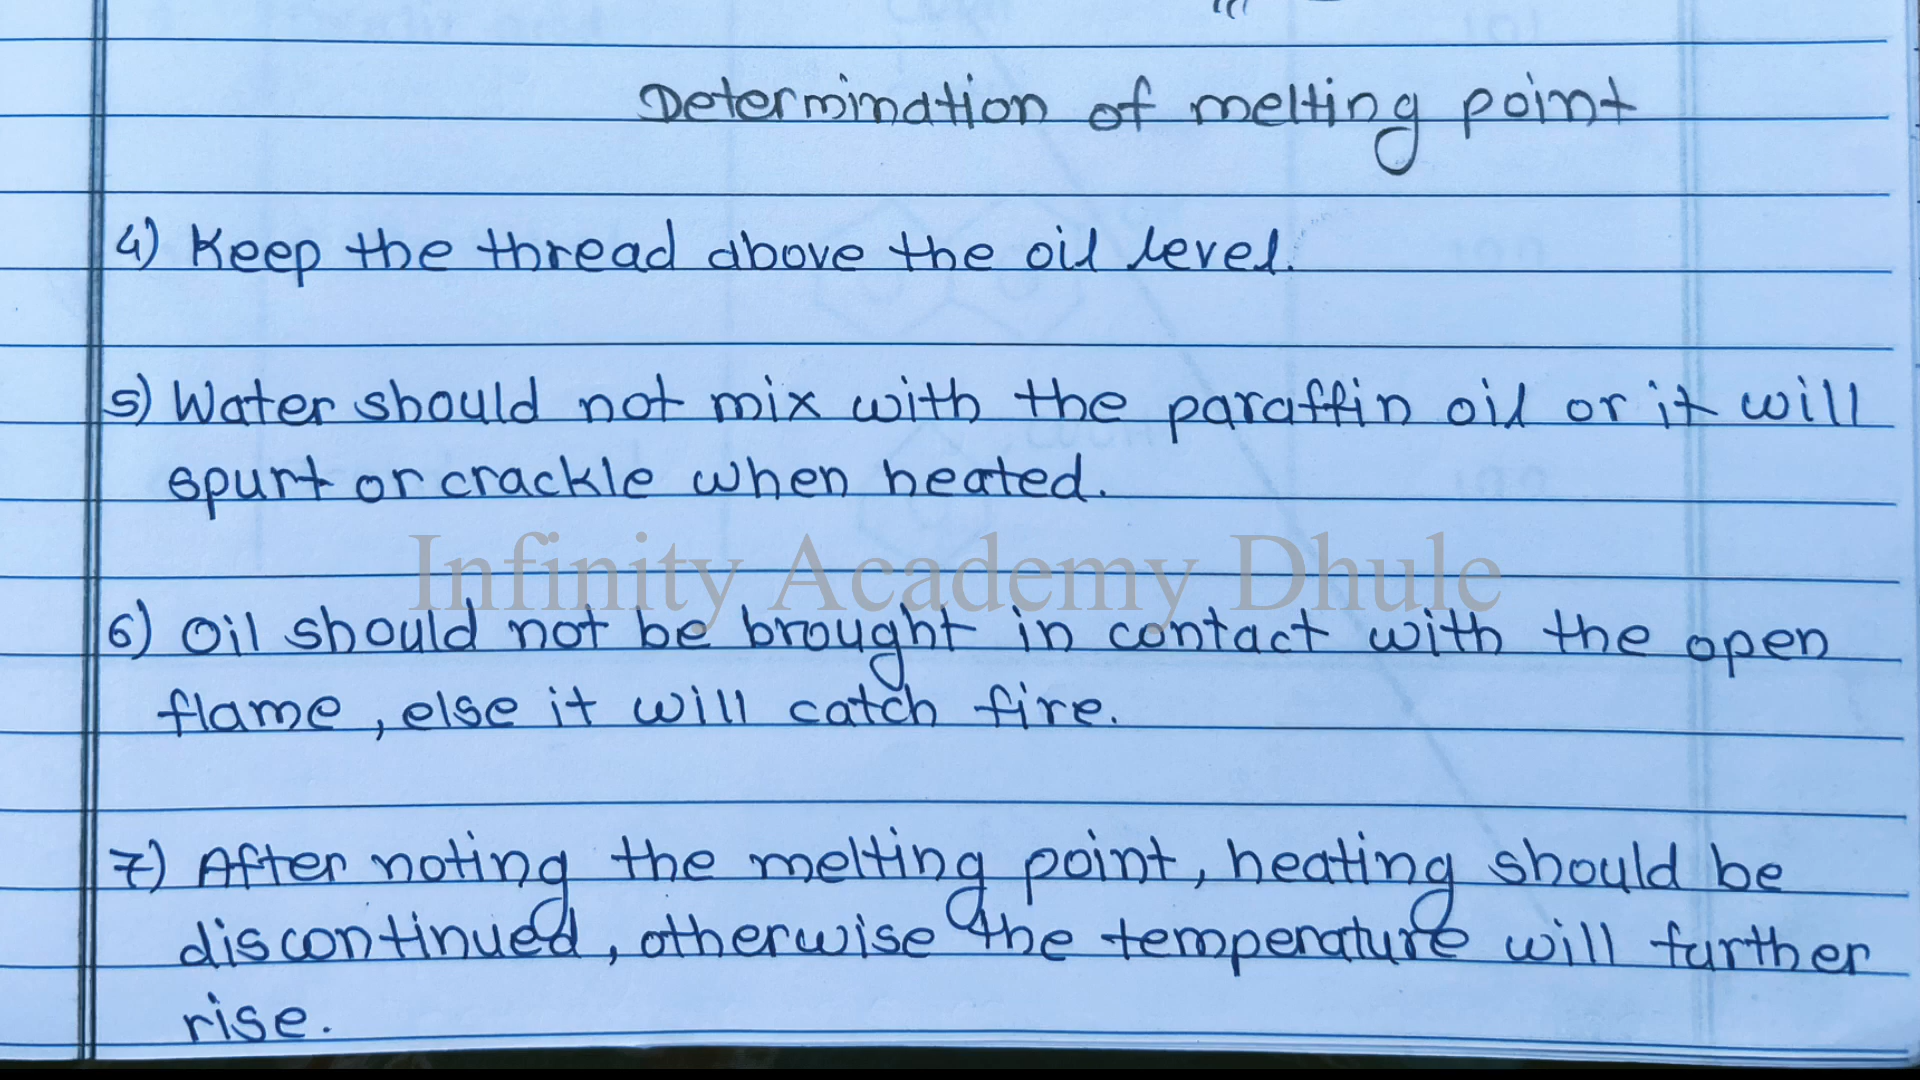 Determination of melting point
4) Keep the thread above the oil level.
5) Water should not mix with the paraffin oil or it will
spurt or crackle when heated.
Infinity Academy Dhule
6) Oil should not be brought in contact with the open
flame, else it will catch fire.
7) After noting the melting point, heating should be
discontinued, otherwise the temperature will further
rise.